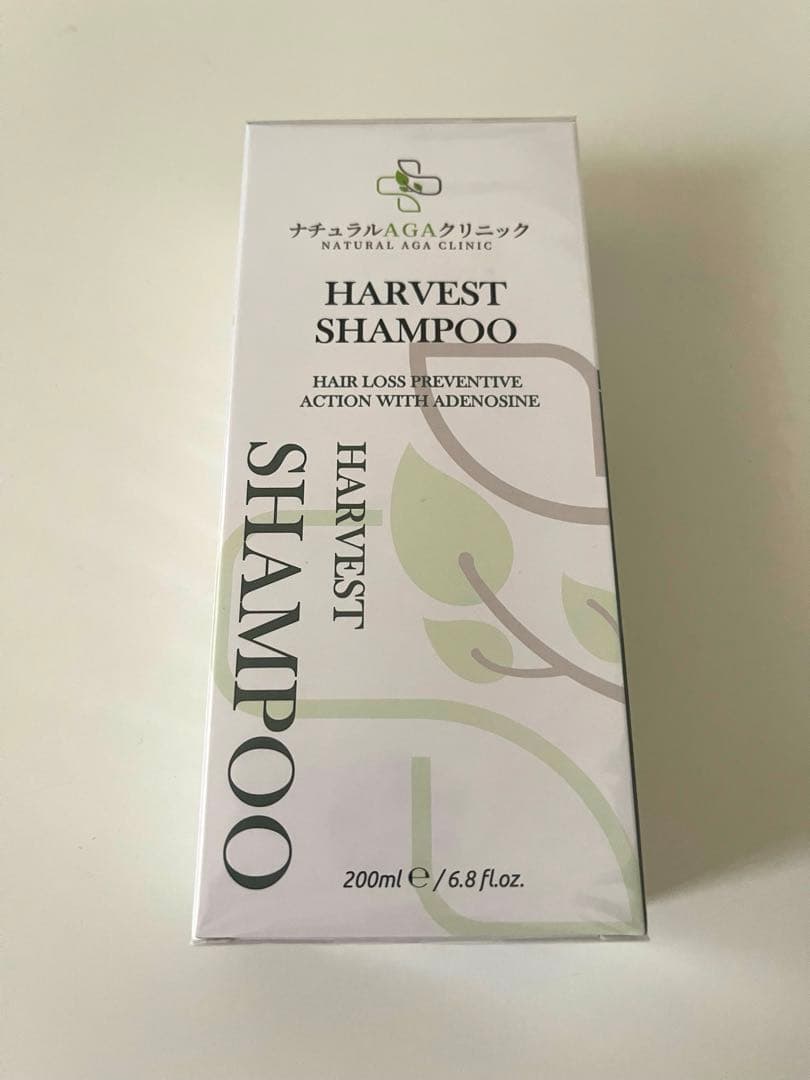 ナチュラルAGAクリニック
NATURAL AGA CLINIC
HARVEST
SHAMPOO
HAIR LOSS PREVENTIVE
ACTION WITH ADENOSINE
HARVEST
SHAMPOO
200ml ℮ / 6.8 fl.oz.